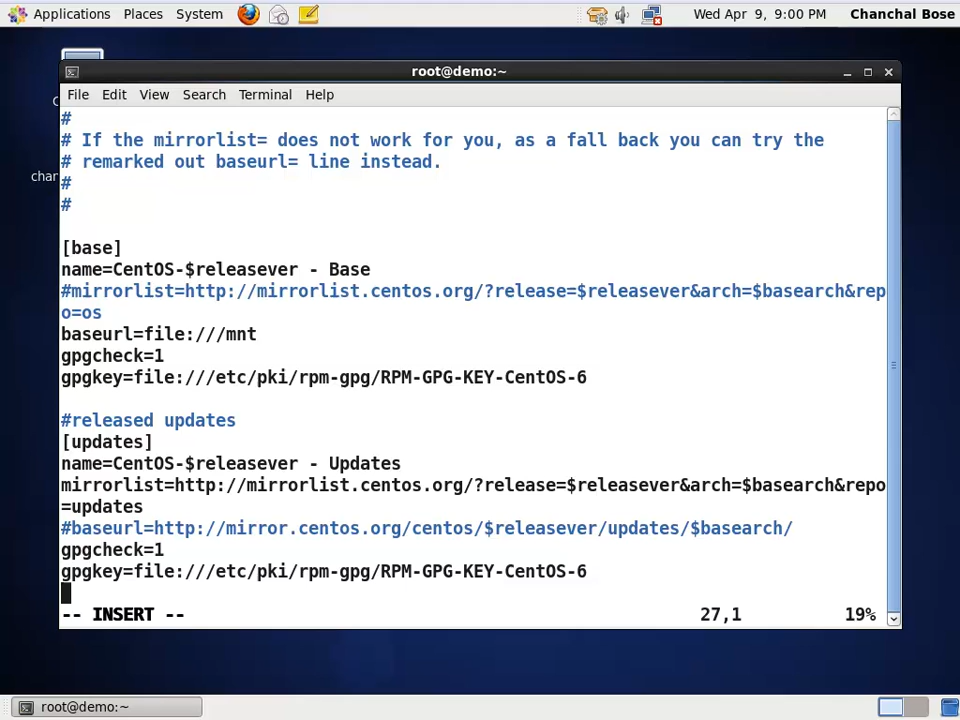 Applications Places System Wed Apr 9, 9:00 PM Chanchal Bose
root@demo:~
File Edit View Search Terminal Help
#
# If the mirrorlist= does not work for you, as a fall back you can try the
# remarked out baseurl= line instead.
#
#
[base]
name=CentOS-$releasever - Base
#mirrorlist=http://mirrorlist.centos.org/?release=$releasever&arch=$basearch&rep
o=os
baseurl=file:///mnt
gpgcheck=1
gpgkey=file:///etc/pki/rpm-gpg/RPM-GPG-KEY-CentOS-6
#released updates
[updates]
name=CentOS-$releasever - Updates
mirrorlist=http://mirrorlist.centos.org/?release=$releasever&arch=$basearch&repo
=updates
#baseurl=http://mirror.centos.org/centos/$releasever/updates/$basearch/
gpgcheck=1
gpgkey=file:///etc/pki/rpm-gpg/RPM-GPG-KEY-CentOS-6
-- INSERT -- 27,1 19%
root@demo:~